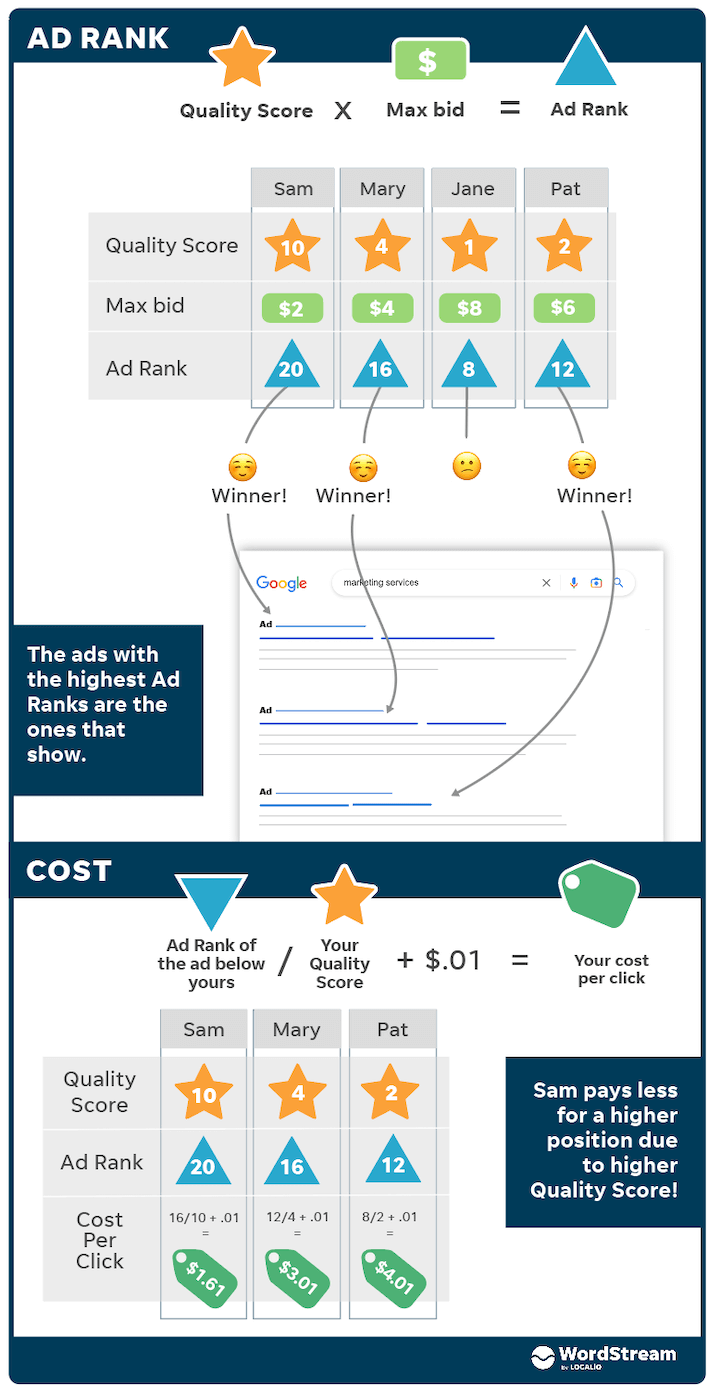 AD RANK
$
Quality Score X Max bid = Ad Rank
Sam Mary Jane Pat
Quality Score 10 4 1 2
Max bid $2 $4 $8 $6
Ad Rank 20 16 8 12
Winner! Winner! Winner!
Google marketing services
Ad
Ad
Ad
The ads with
the highest Ad
Ranks are the
ones that
show.
COST
Ad Rank of
the ad below
yours
/
Your
Quality
Score
+ $.01 =
Your cost
per click
Sam Mary Pat
Quality
Score
10 4 2
Ad Rank 20 16 12
Cost
Per
Click
16/10 + .01 12/4 + .01 8/2 + .01
= = =
$1.61 $3.01 $4.01
Sam pays less
for a higher
position due
to higher
Quality Score!
WordStream
By LOCALiQ